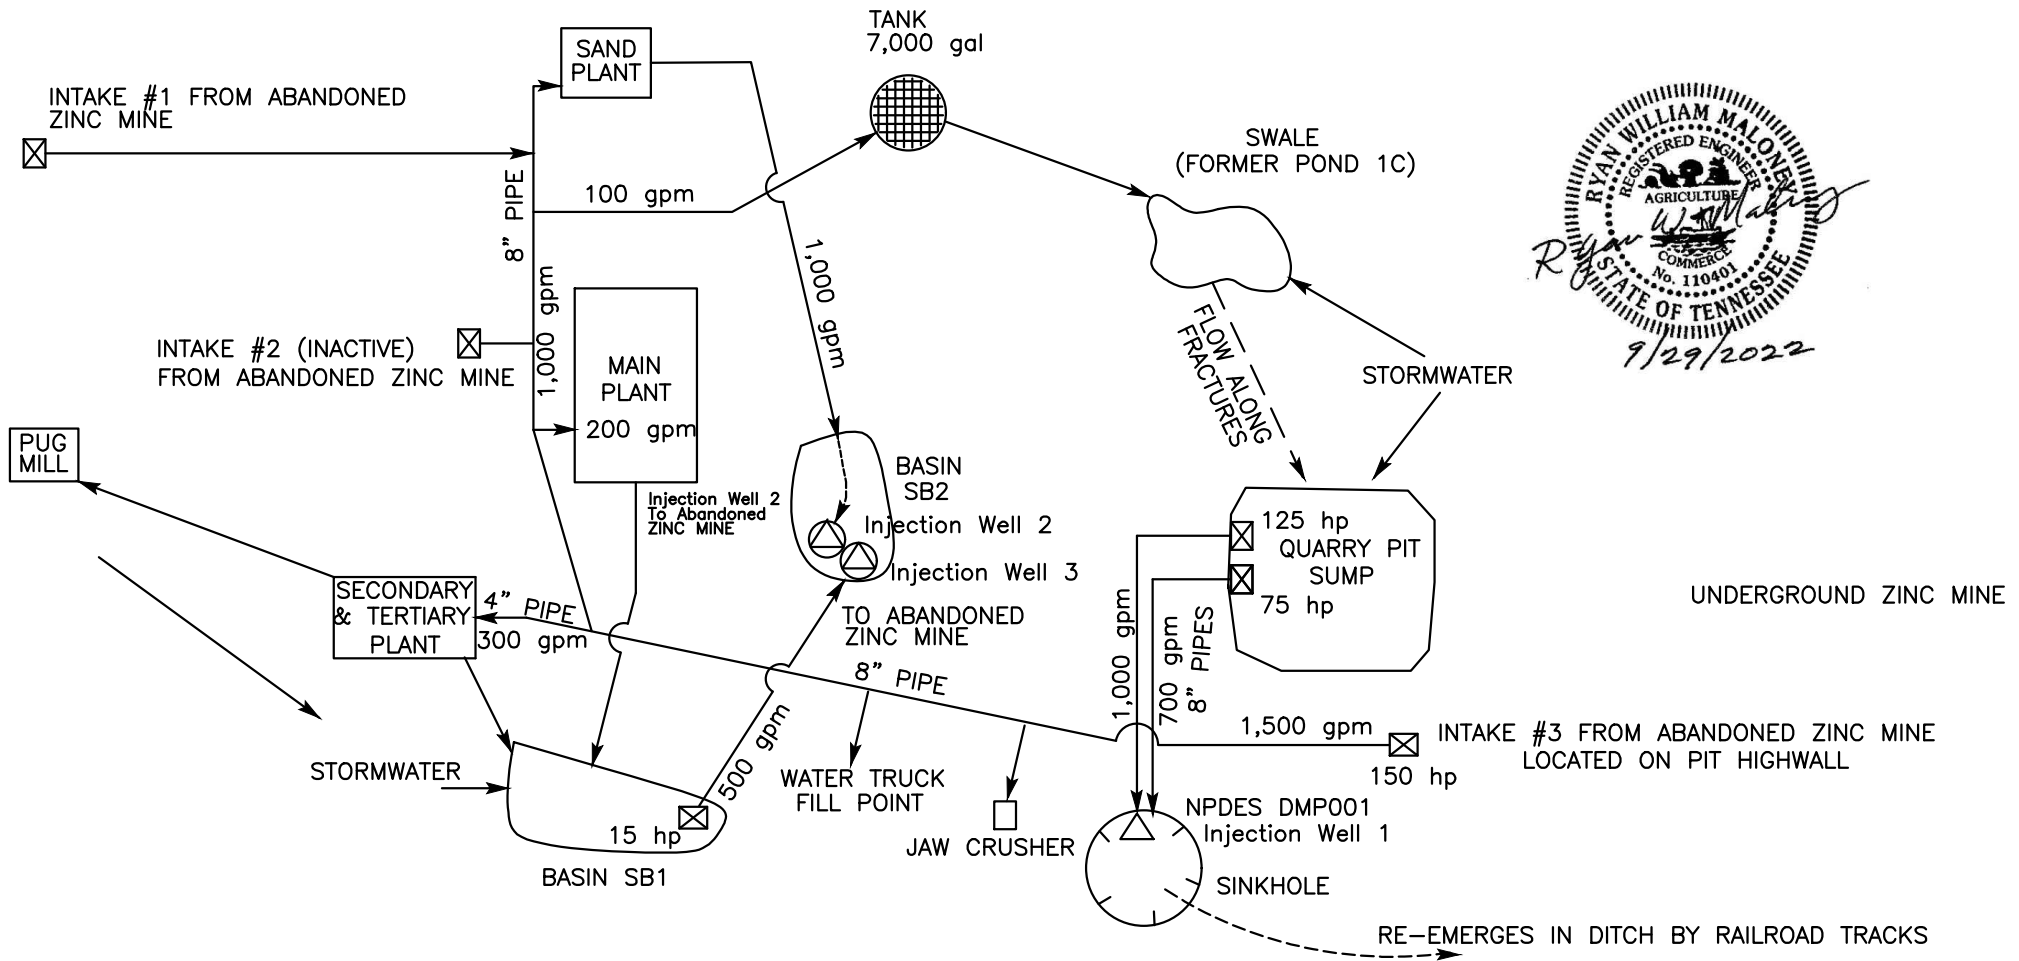 TANK
7,000 gal
SAND
PLANT
INTAKE #1 FROM ABANDONED
ZINC MINE
SWALE
(FORMER POND 1C)
RYAN WILLIAM MALONEY
REGISTERED ENGINEER
AGRICULTURE
COMMERCE
No. 110401
STATE OF TENNESSEE
Ryan W. Maloney
9/29/2022
8" PIPE
100 gpm
1,000 gpm
1,000 gpm
INTAKE #2 (INACTIVE)
FROM ABANDONED ZINC MINE
MAIN
PLANT
200 gpm
FLOW ALONG
FRACTURES
STORMWATER
PUG
MILL
Injection Well 2
To Abandoned
ZINC MINE
BASIN
SB2
Injection Well 2
Injection Well 3
TO ABANDONED
ZINC MINE
125 hp
QUARRY PIT
SUMP
75 hp
UNDERGROUND ZINC MINE
SECONDARY
& TERTIARY
PLANT
4" PIPE
300 gpm
8" PIPE
1,000 gpm
700 gpm
8" PIPES
1,500 gpm
INTAKE #3 FROM ABANDONED ZINC MINE
LOCATED ON PIT HIGHWALL
150 hp
STORMWATER
500 gpm
15 hp
BASIN SB1
WATER TRUCK
FILL POINT
JAW CRUSHER
NPDES DMP001
Injection Well 1
SINKHOLE
RE-EMERGES IN DITCH BY RAILROAD TRACKS